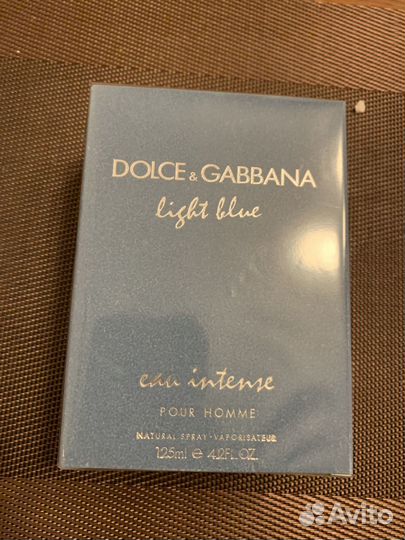 DOLCE & GABBANA
light blue
eau intense
POUR HOMME
NATURAL SPRAY - VAPORISATEUR
125ml e 4.2FL.OZ.
Avito